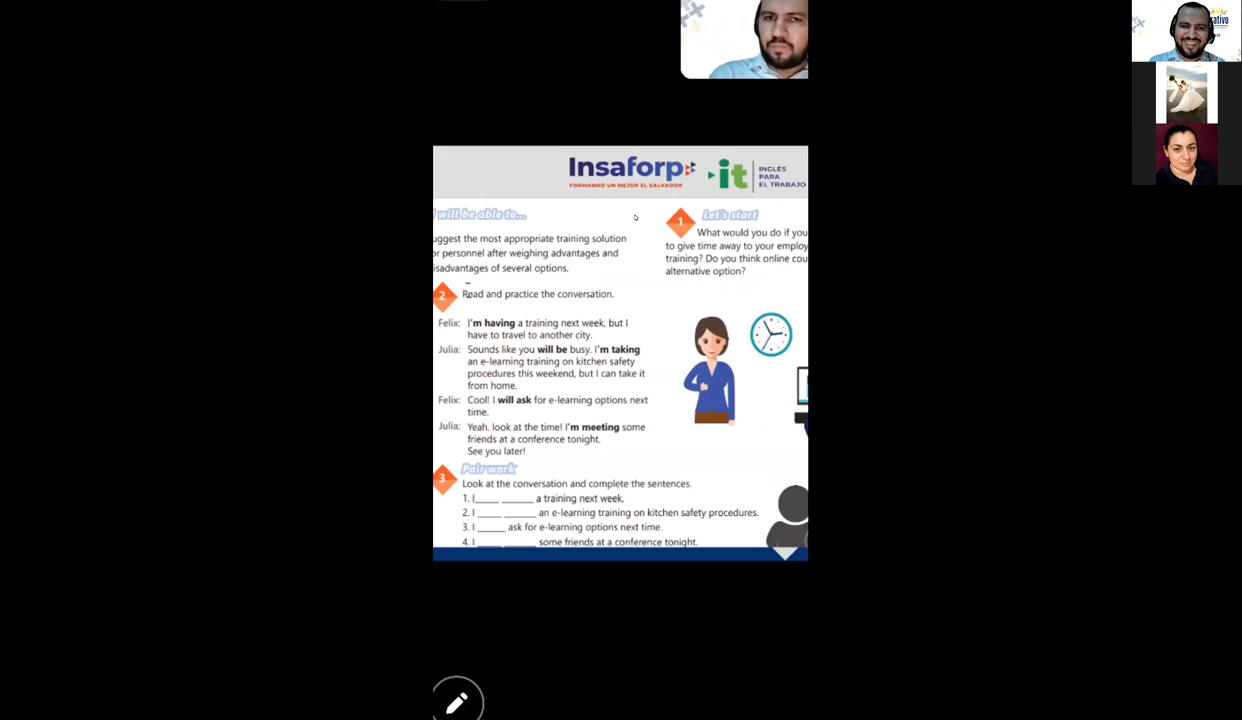 rativo
Insaforp
FORMANDO UN MEJOR EL SALVADOR
it
INGLÉS
PARA
EL TRABAJO
I will be able to...
uggest the most appropriate training solution
or personnel after weighing advantages and
isadvantages of several options.
1
Let's start
What would you do if you
to give time away to your employ
training? Do you think online cou
alternative option?
2
Read and practice the conversation.
Felix: I'm having a training next week, but I
have to travel to another city.
Julia: Sounds like you will be busy. I'm taking
an e-learning training on kitchen safety
procedures this weekend, but I can take it
from home.
Felix: Cool! I will ask for e-learning options next
time.
Julia: Yeah, look at the time! I'm meeting some
friends at a conference tonight.
See you later!
3
Pair work
Look at the conversation and complete the sentences.
1. I____ ______ a training next week.
2. I ____ ______ an e-learning training on kitchen safety procedures.
3. I _____ ask for e-learning options next time.
4. I ____ ______ some friends at a conference tonight.